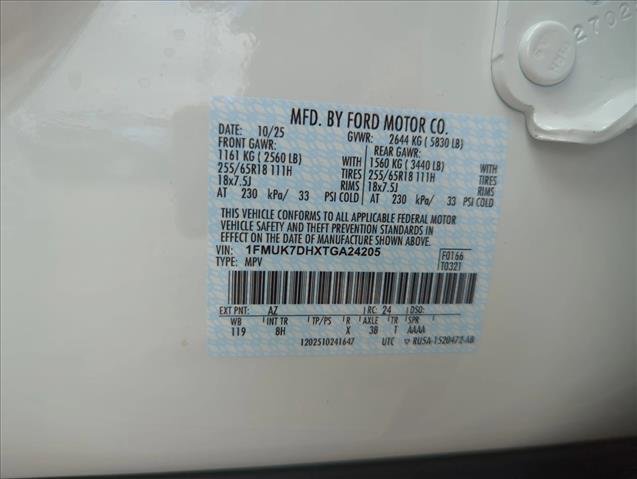 2702
MFD. BY FORD MOTOR CO.
DATE: 10/25 GVWR: 2644 KG ( 5830 LB)
FRONT GAWR: REAR GAWR:
1161 KG ( 2560 LB) WITH 1560 KG ( 3440 LB) WITH
255/65R18 111H TIRES 255/65R18 111H TIRES
18x7.5J RIMS 18x7.5J RIMS
AT 230 kPa/ 33 PSI COLD AT 230 kPa/ 33 PSI COLD
THIS VEHICLE CONFORMS TO ALL APPLICABLE FEDERAL MOTOR
VEHICLE SAFETY AND THEFT PREVENTION STANDARDS IN
EFFECT ON THE DATE OF MANUFACTURE SHOWN ABOVE.
VIN: 1FMUK7DHXTGA24205 F0166
TYPE: MPV T0321
EXT PNT: AZ RC: 24 DSO:
WB INT TR TP/PS R AXLE TR SPR
119 8H X 38 T AAAA
1202510241647 UTC RU5A-1520472-AB